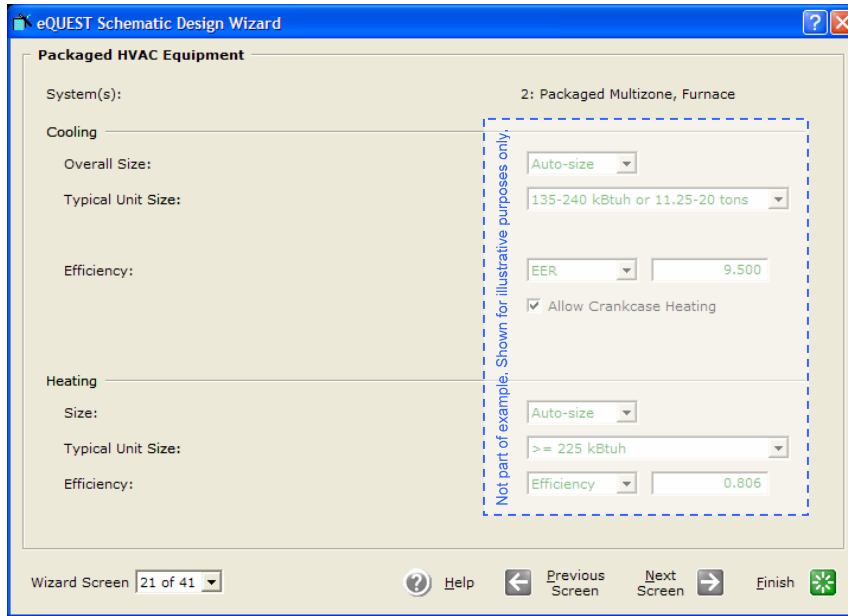 eQUEST Schematic Design Wizard
Packaged HVAC Equipment
System(s): 2: Packaged Multizone, Furnace
Cooling
Overall Size: Auto-size
Typical Unit Size: 135-240 kBtuh or 11.25-20 tons
Efficiency: EER 9.500
Allow Crankcase Heating
Heating
Size: Auto-size
Typical Unit Size: >= 225 kBtuh
Efficiency: Efficiency 0.806
Not part of example. Shown for illustrative purposes only.
Wizard Screen 21 of 41 Help Previous Screen Next Screen Finish